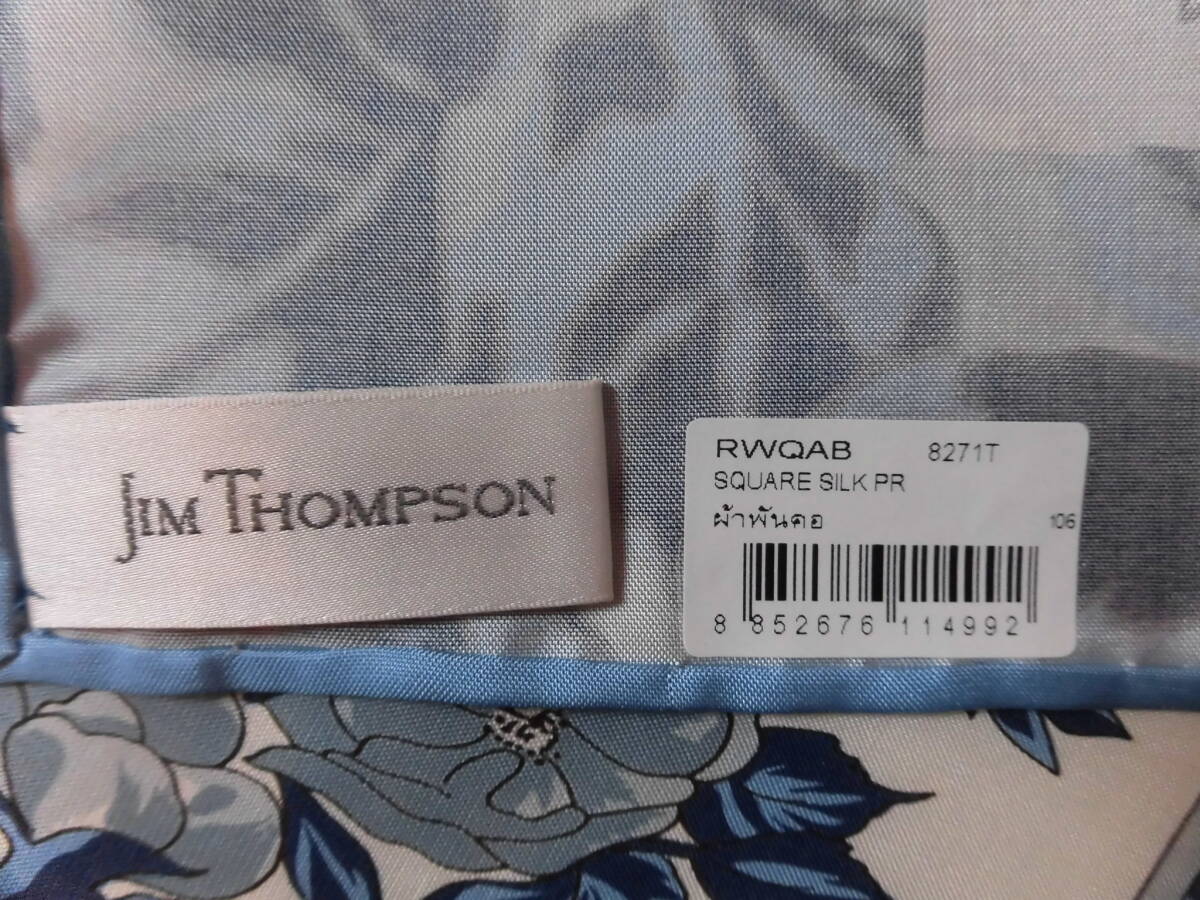 JIM THOMPSON
RWQAB 8271T
SQUARE SILK PR
ผ้าพันคอ 106
8 852676 114992